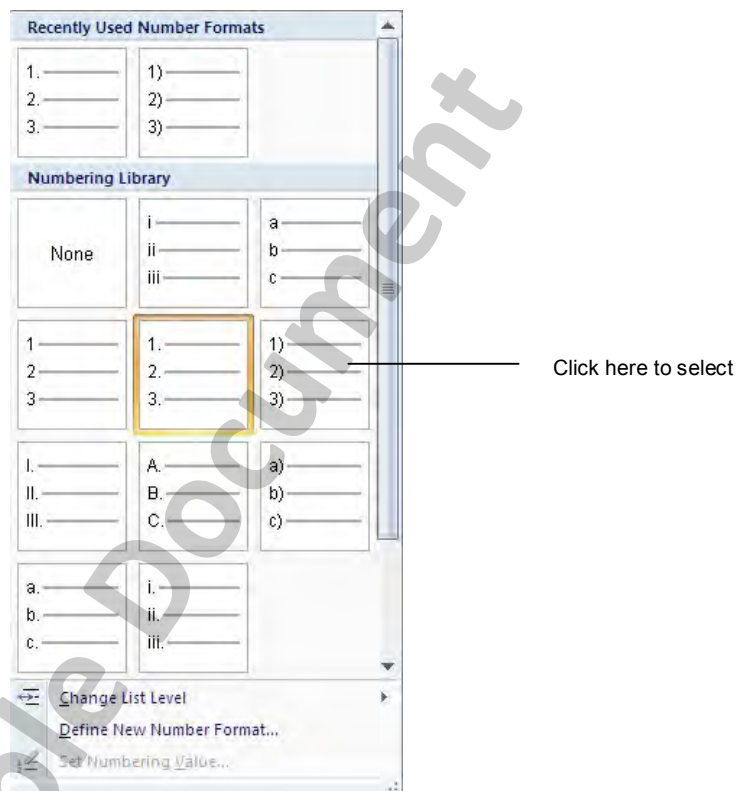 Recently Used Number Formats
1. 1)
2. 2)
3. 3)
Numbering Library
None
i
ii
iii
a
b
c
1
2
3
1.
2.
3.
1)
2)
3)
Click here to select
I.
II.
III.
A.
B.
C.
a)
b)
c)
a.
b.
c.
i.
ii.
iii.
Change List Level
Define New Number Format...
Set Numbering Value...
ple Document